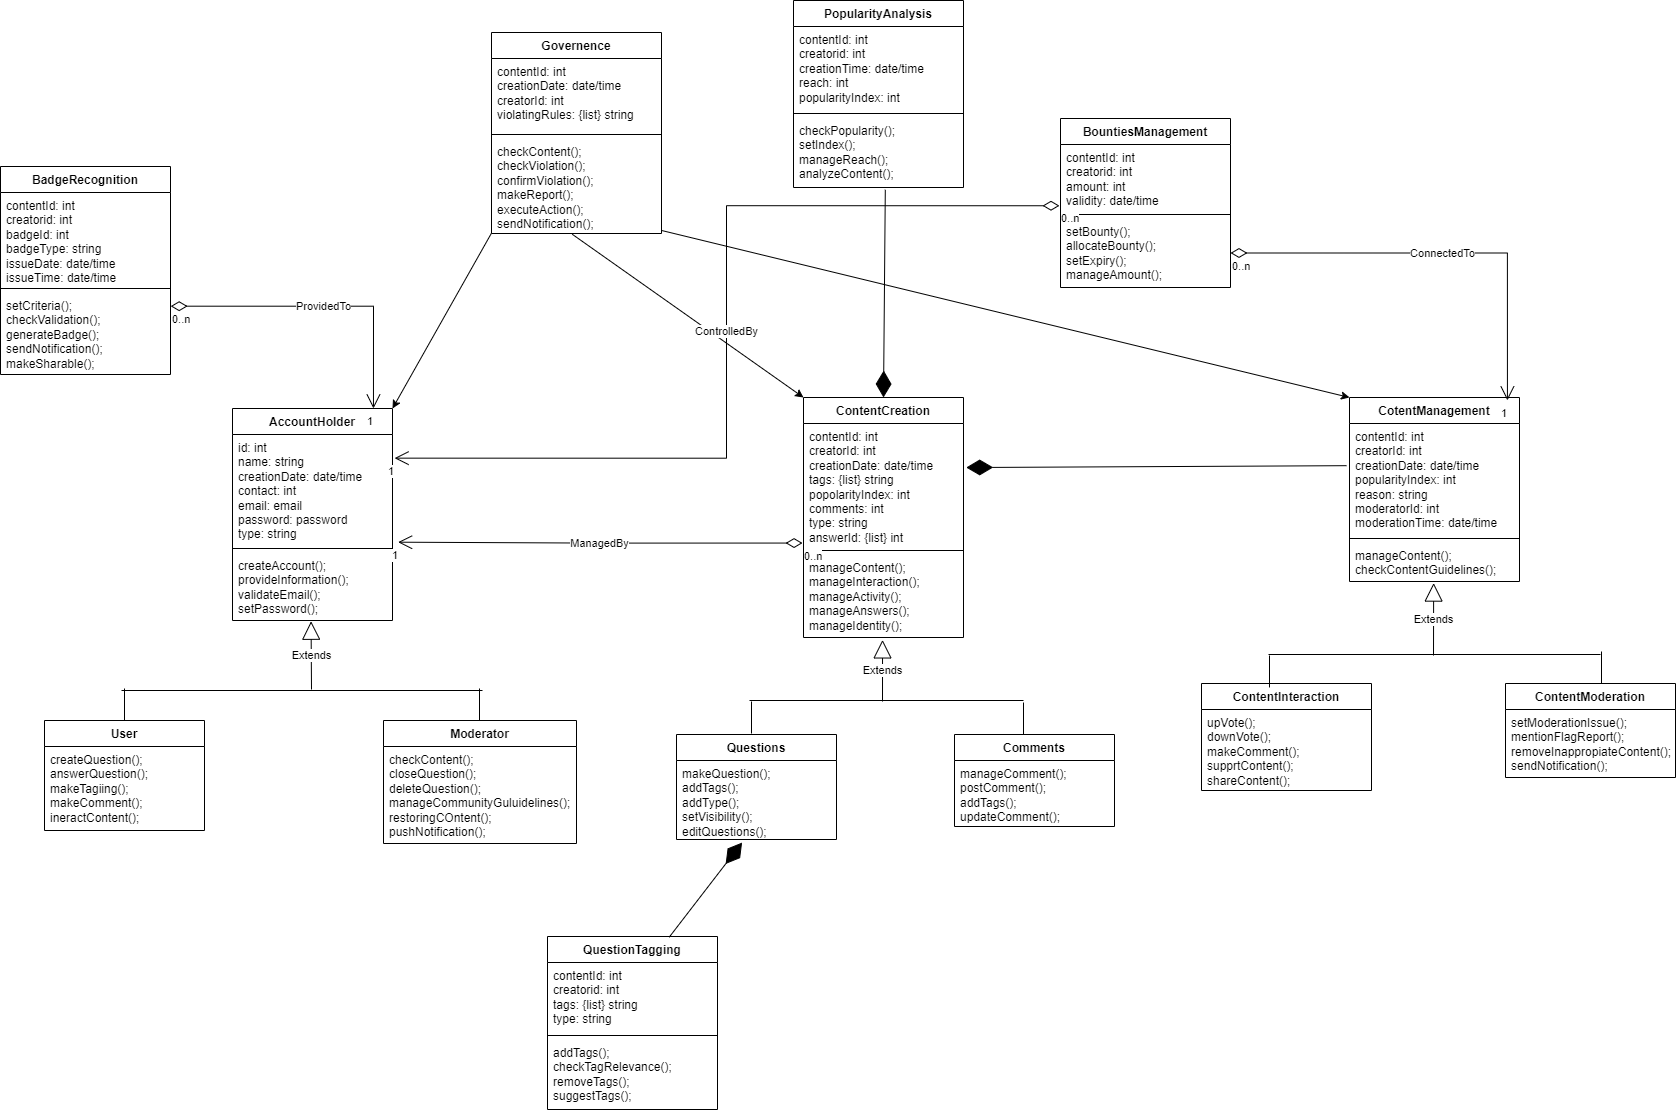 PopularityAnalysis
contentId: int
creatorid: int
creationTime: date/time
reach: int
popularityIndex: int
checkPopularity();
setIndex();
manageReach();
analyzeContent();
Governence
contentId: int
creationDate: date/time
creatorId: int
violatingRules: {list} string
checkContent();
checkViolation();
confirmViolation();
makeReport();
executeAction();
sendNotification();
BountiesManagement
contentId: int
creatorid: int
amount: int
validity: date/time
0..n
setBounty();
allocateBounty();
setExpiry();
manageAmount();
0..n
ConnectedTo
BadgeRecognition
contentId: int
creatorid: int
badgeId: int
badgeType: string
issueDate: date/time
issueTime: date/time
setCriteria();
checkValidation();
generateBadge();
sendNotification();
makeSharable();
0..n
ProvidedTo
ControlledBy
AccountHolder
1
id: int
name: string
creationDate: date/time
contact: int
email: email
password: password
type: string
createAccount();
provideInformation();
validateEmail();
setPassword();
1
1
ManagedBy
0..n
ContentCreation
contentId: int
creatorId: int
creationDate: date/time
tags: {list} string
popolarityIndex: int
comments: int
type: string
answerId: {list} int
manageContent();
manageInteraction();
manageActivity();
manageAnswers();
manageIdentity();
CotentManagement
1
contentId: int
creatorId: int
creationDate: date/time
popularityIndex: int
reason: string
moderatorId: int
moderationTime: date/time
manageContent();
checkContentGuidelines();
Extends
Extends
Extends
User
createQuestion();
answerQuestion();
makeTagiing();
makeComment();
ineractContent();
Moderator
checkContent();
closeQuestion();
deleteQuestion();
manageCommunityGuluidelines();
restoringCOntent();
pushNotification();
Questions
makeQuestion();
addTags();
addType();
setVisibility();
editQuestions();
Comments
manageComment();
postComment();
addTags();
updateComment();
ContentInteraction
upVote();
downVote();
makeComment();
supprtContent();
shareContent();
ContentModeration
setModerationIssue();
mentionFlagReport();
removeInappropiateContent();
sendNotification();
QuestionTagging
contentId: int
creatorid: int
tags: {list} string
type: string
addTags();
checkTagRelevance();
removeTags();
suggestTags();